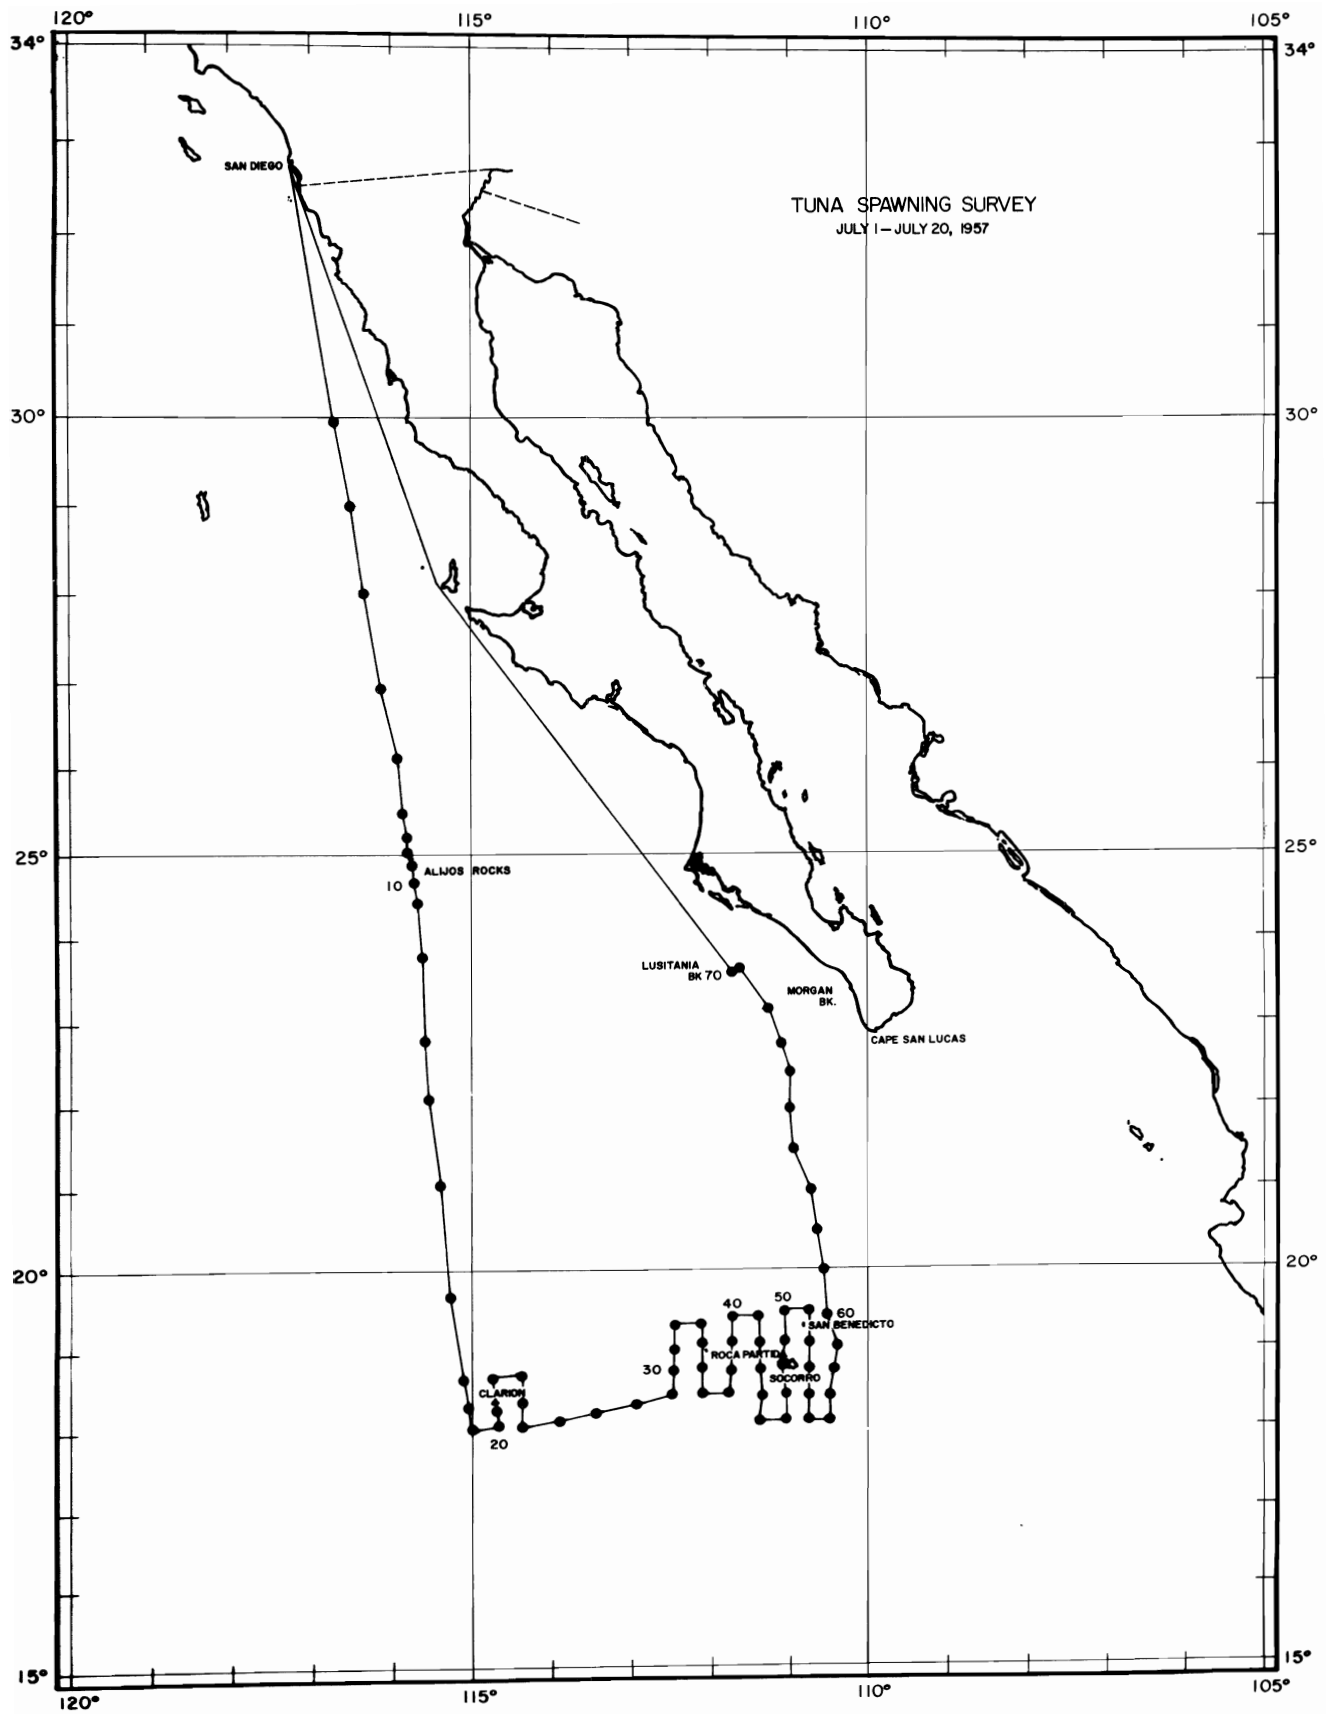 120° 115° 110° 105°
34° 34°
SAN DIEGO
TUNA SPAWNING SURVEY
JULY 1 – JULY 20, 1957
30° 30°
25° 25°
ALIJOS ROCKS
10
LUSITANIA
BK 70
MORGAN
BK.
CAPE SAN LUCAS
20° 20°
40 50 60
SAN BENEDICTO
ROCA PARTIDA
30
SOCORRO
CLARION
20
15° 15°
120° 115° 110° 105°